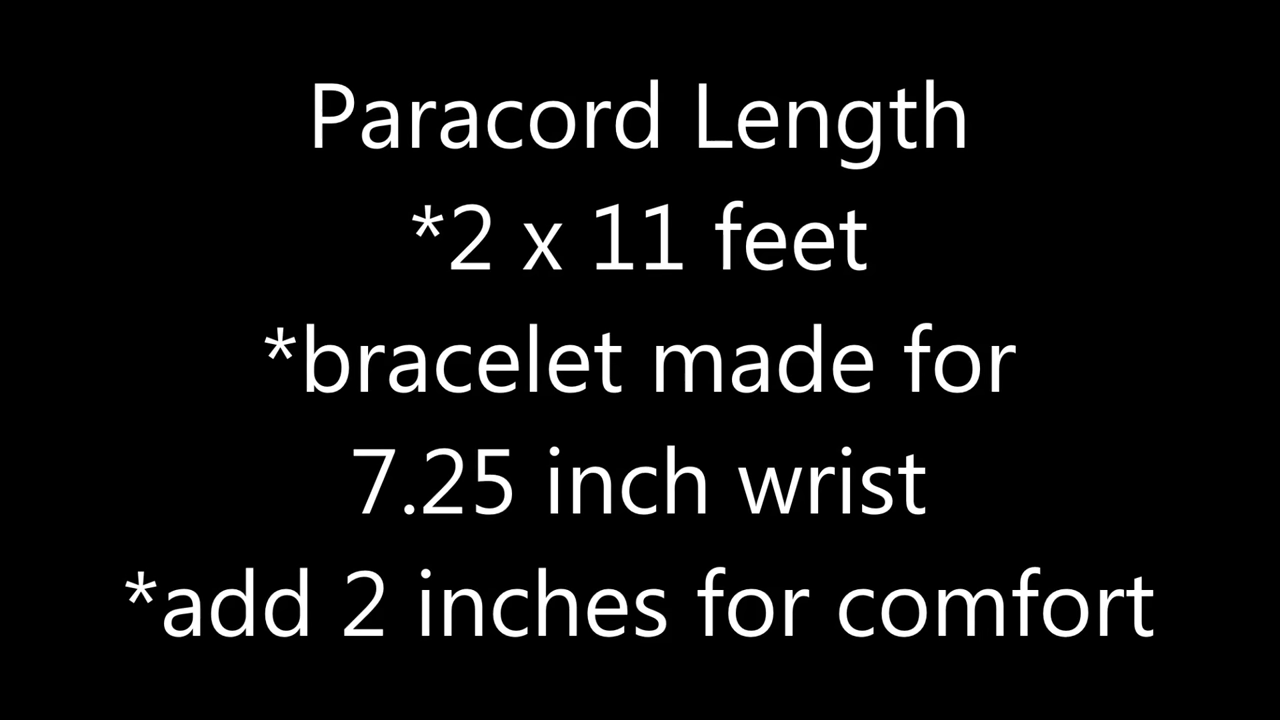 Paracord Length
*2 x 11 feet
*bracelet made for
7.25 inch wrist
*add 2 inches for comfort